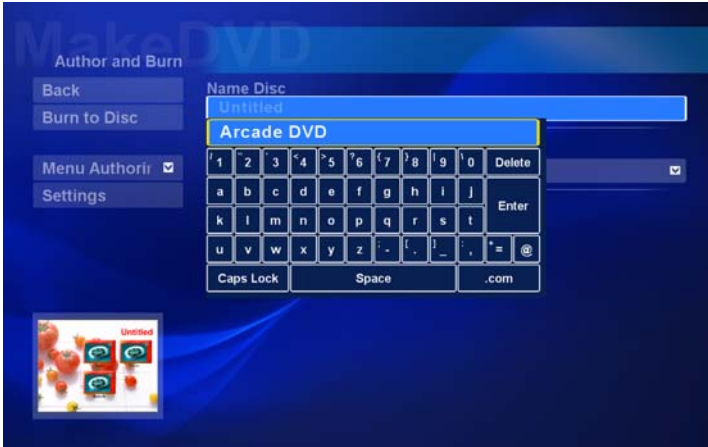 MakeDVD
Author and Burn
Back
Burn to Disc
Menu Authorin
Settings
Name Disc
Untitled
Arcade DVD
/ 1 ~ 2 ` 3 < 4 > 5 ? 6 { 7 } 8 | 9 \ 0 Delete
a b c d e f g h i j
Enter
k l m n o p q r s t
u v w x y z ; - [ . ] _ : , * = @
Caps Lock Space .com
Untitled